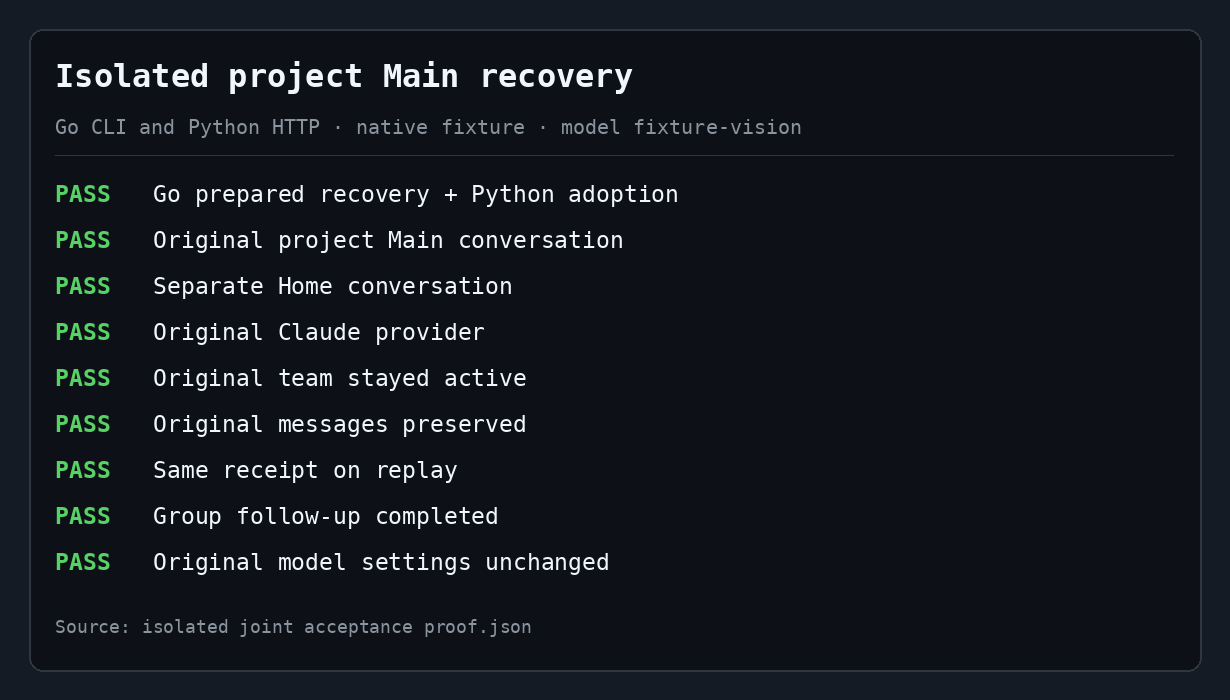 Isolated project Main recovery
Go CLI and Python HTTP · native fixture · model fixture-vision
PASS Go prepared recovery + Python adoption
PASS Original project Main conversation
PASS Separate Home conversation
PASS Original Claude provider
PASS Original team stayed active
PASS Original messages preserved
PASS Same receipt on replay
PASS Group follow-up completed
PASS Original model settings unchanged
Source: isolated joint acceptance proof.json